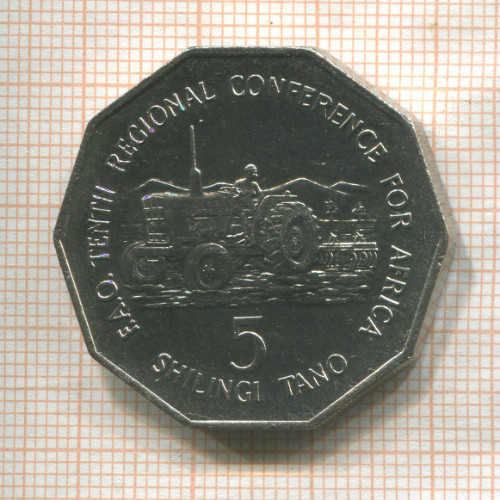 F.A.O. TENTH REGIONAL CONFERENCE FOR AFRICA
5
SHILINGI TANO